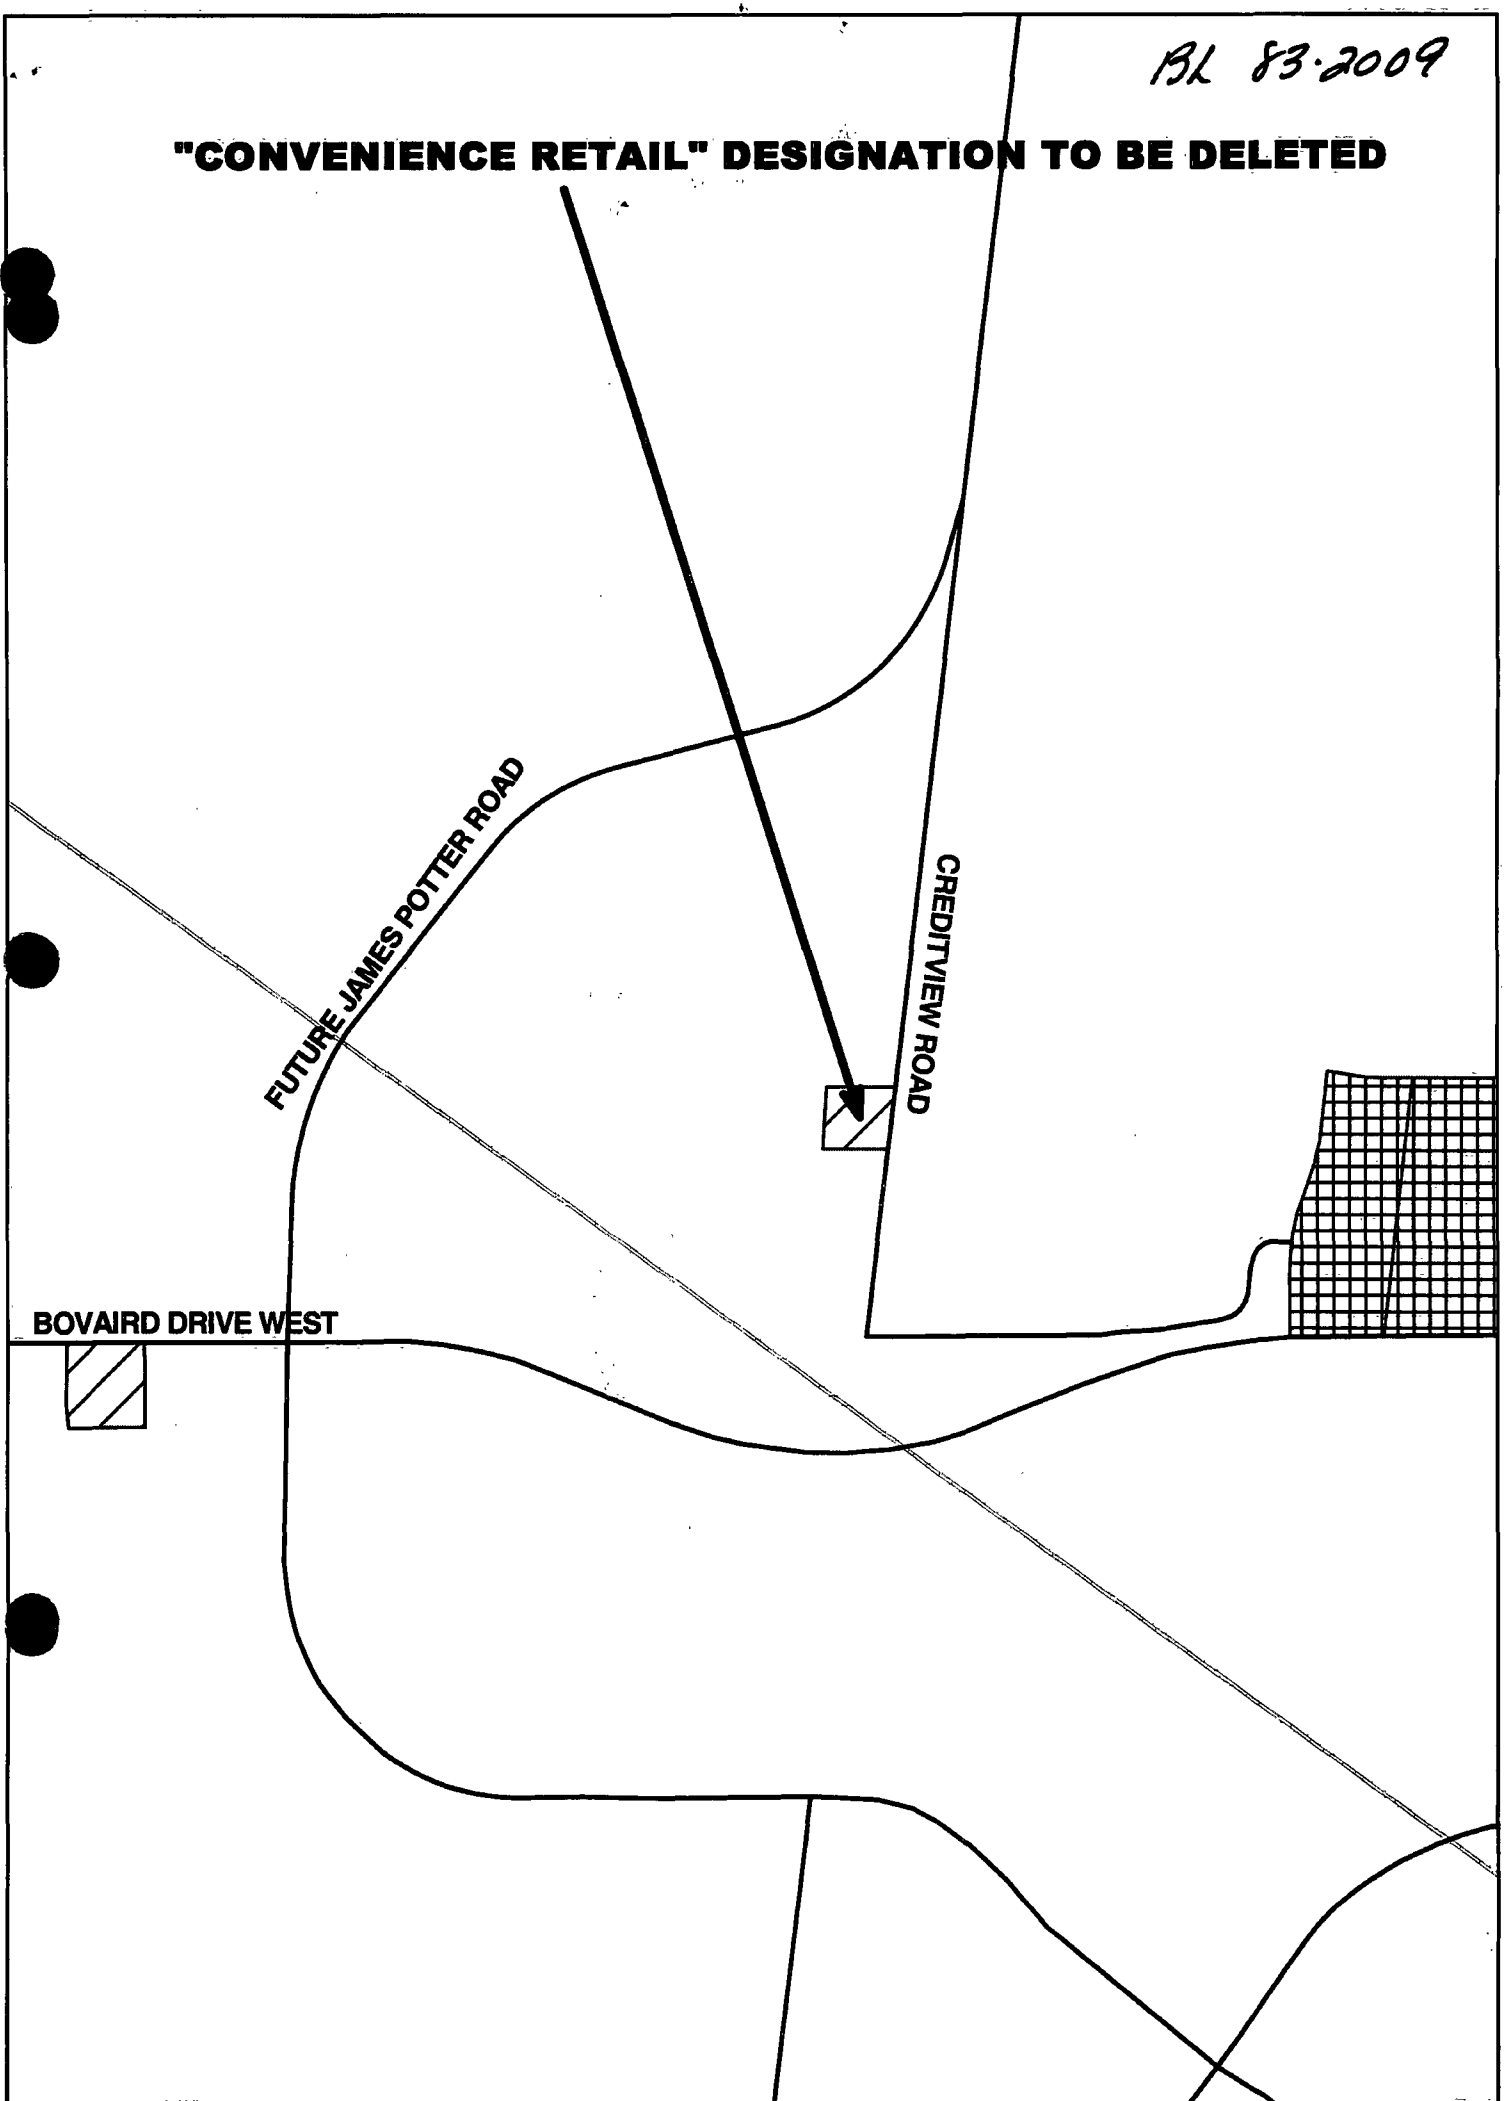 BL 83-2009
"CONVENIENCE RETAIL" DESIGNATION TO BE DELETED
FUTURE JAMES POTTER ROAD
CREDITVIEW ROAD
BOVAIRD DRIVE WEST